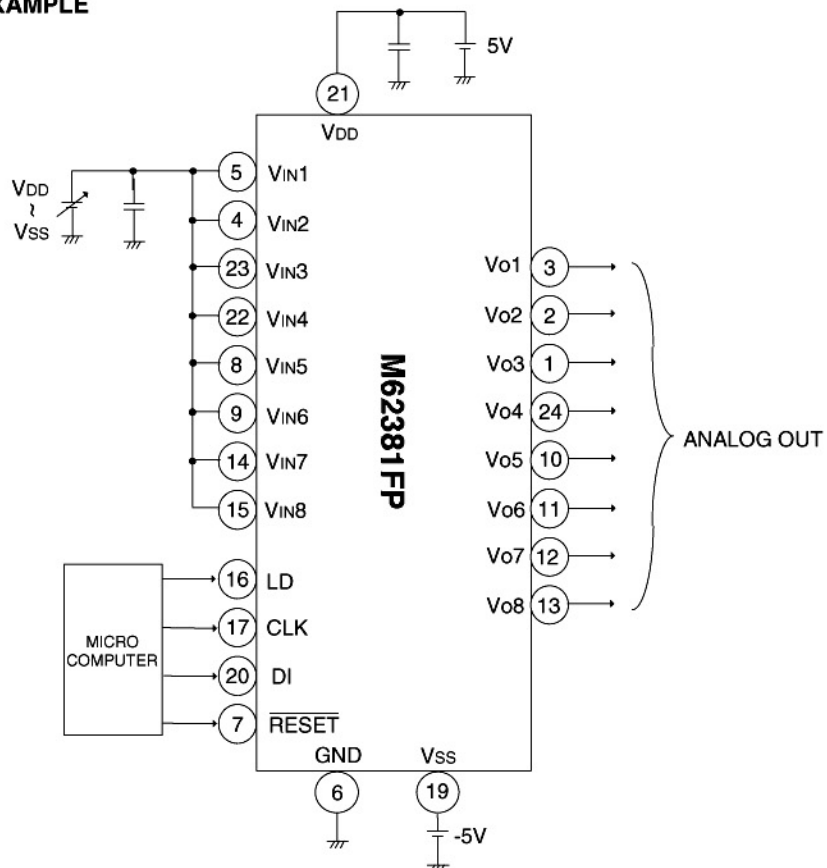 XAMPLE
5V
21
VDD
VDD
~
VSS
5 VIN1
4 VIN2
23 VIN3
22 VIN4
8 VIN5
9 VIN6
14 VIN7
15 VIN8
M62381FP
Vo1 3
Vo2 2
Vo3 1
Vo4 24
Vo5 10
Vo6 11
Vo7 12
Vo8 13
ANALOG OUT
MICRO
COMPUTER
16 LD
17 CLK
20 DI
7 RESET
GND
VSS
6
19
-5V